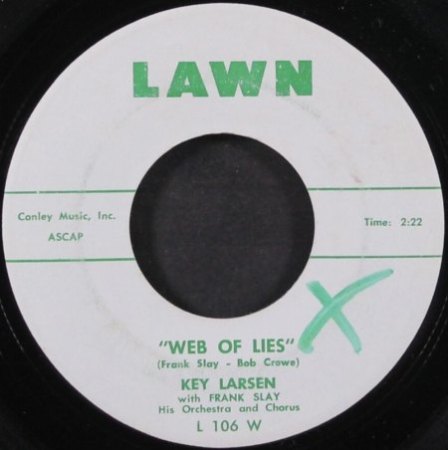 LAWN
Conley Music, Inc.
ASCAP
Time: 2:22
"WEB OF LIES"
(Frank Slay - Bob Crowe)
KEY LARSEN
with FRANK SLAY
His Orchestra and Chorus
L 106 W
X